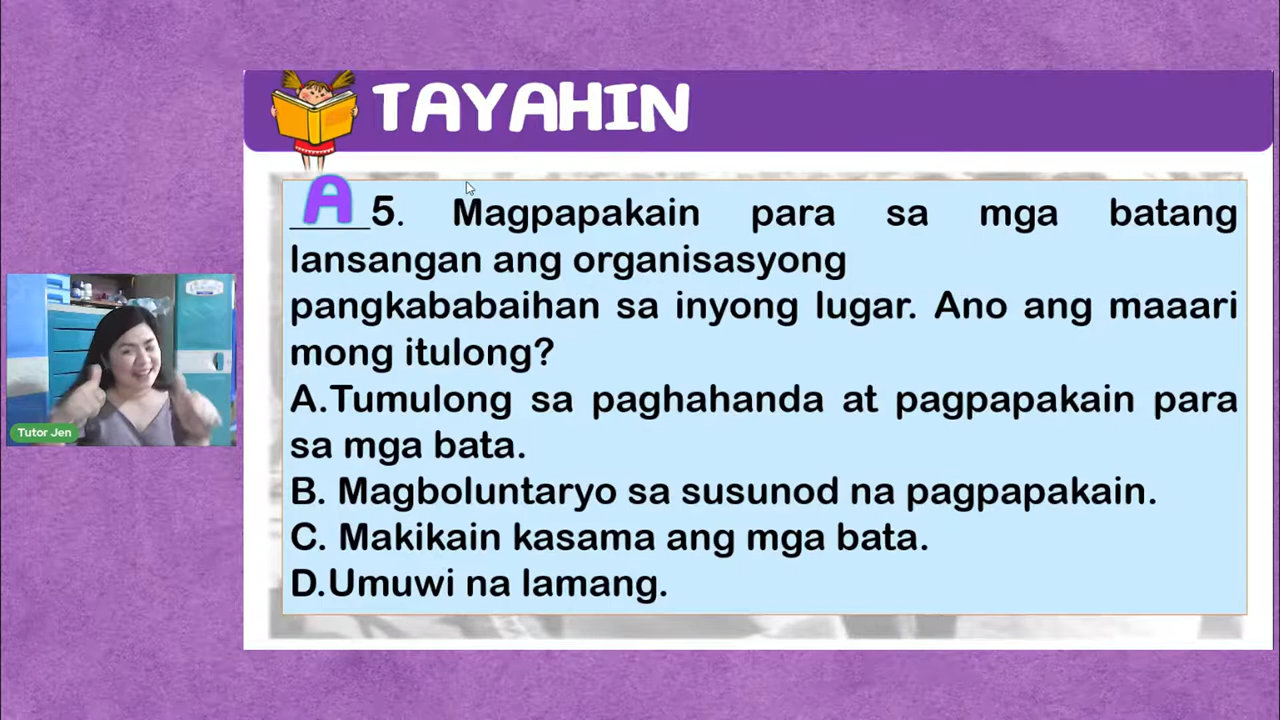 TAYAHIN
A 5. Magpapakain para sa mga batang
lansangan ang organisasyong
pangkababaihan sa inyong lugar. Ano ang maaari
mong itulong?
A.Tumulong sa paghahanda at pagpapakain para
sa mga bata.
B. Magboluntaryo sa susunod na pagpapakain.
C. Makikain kasama ang mga bata.
D.Umuwi na lamang.
Tutor Jen